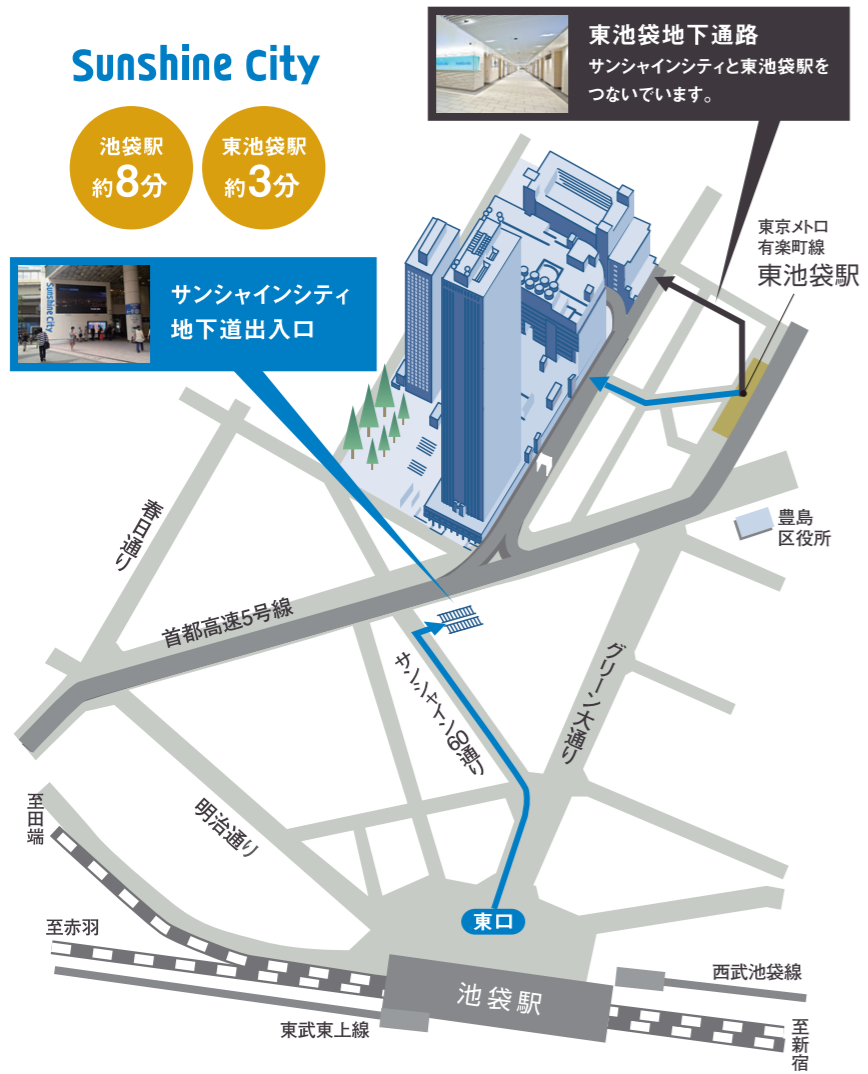 Sunshine City
池袋駅
約8分
東池袋駅
約3分
東池袋地下通路
サンシャインシティと東池袋駅を
つないでいます。
東京メトロ
有楽町線
東池袋駅
Sunshine City
サンシャインシティ
地下道出入口
春日通り
豊島
区役所
首都高速5号線
サンシャイン60通り
グリーン大通り
至田端
明治通り
東口
至赤羽
西武池袋線
池袋駅
東武東上線
至新宿